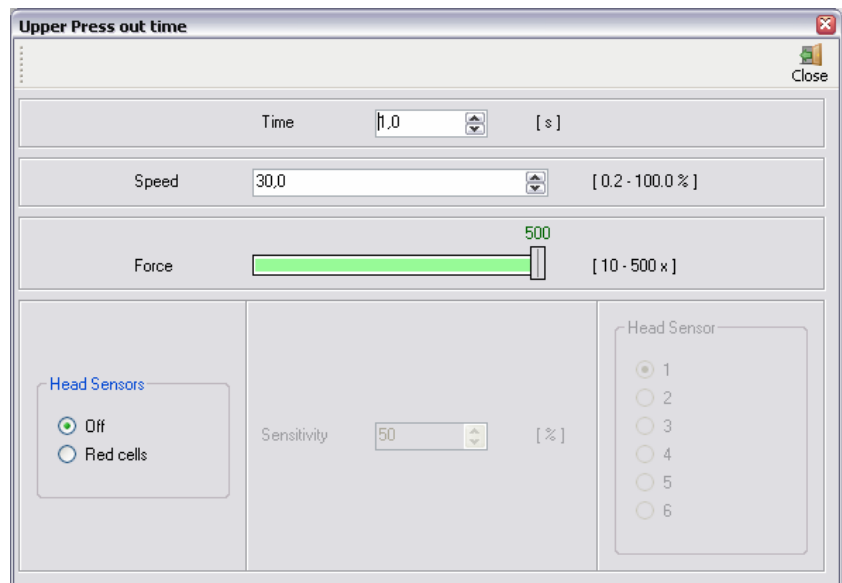 Upper Press out time
Close
Time 1,0 [ s ]
Speed 30,0 [ 0.2 - 100.0 % ]
500
Force [ 10 - 500 x ]
Head Sensors
Off
Red cells
Sensitivity 50 [ % ]
Head Sensor
1
2
3
4
5
6